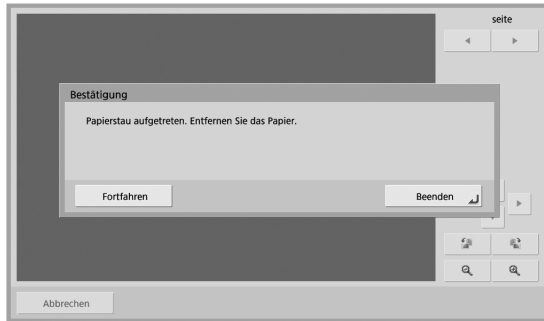 seite
Bestätigung
Papierstau aufgetreten. Entfernen Sie das Papier.
Fortfahren
Beenden
Abbrechen